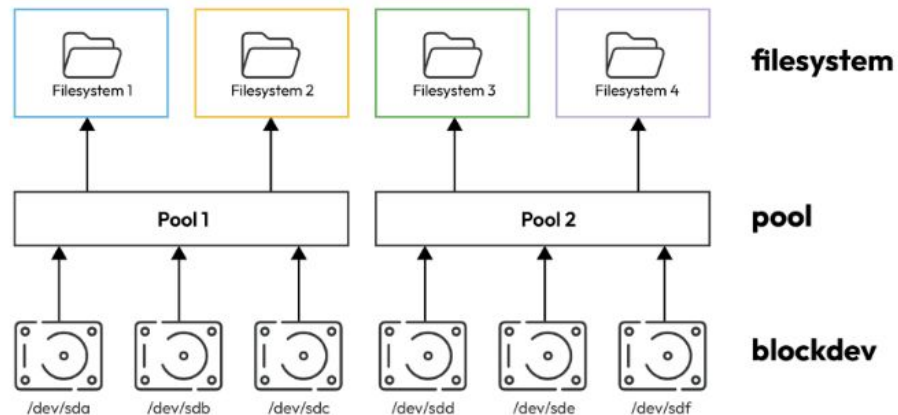 Filesystem 1
Filesystem 2
Filesystem 3
Filesystem 4
filesystem
Pool 1
Pool 2
pool
blockdev
/dev/sda
/dev/sdb
/dev/sdc
/dev/sdd
/dev/sde
/dev/sdf